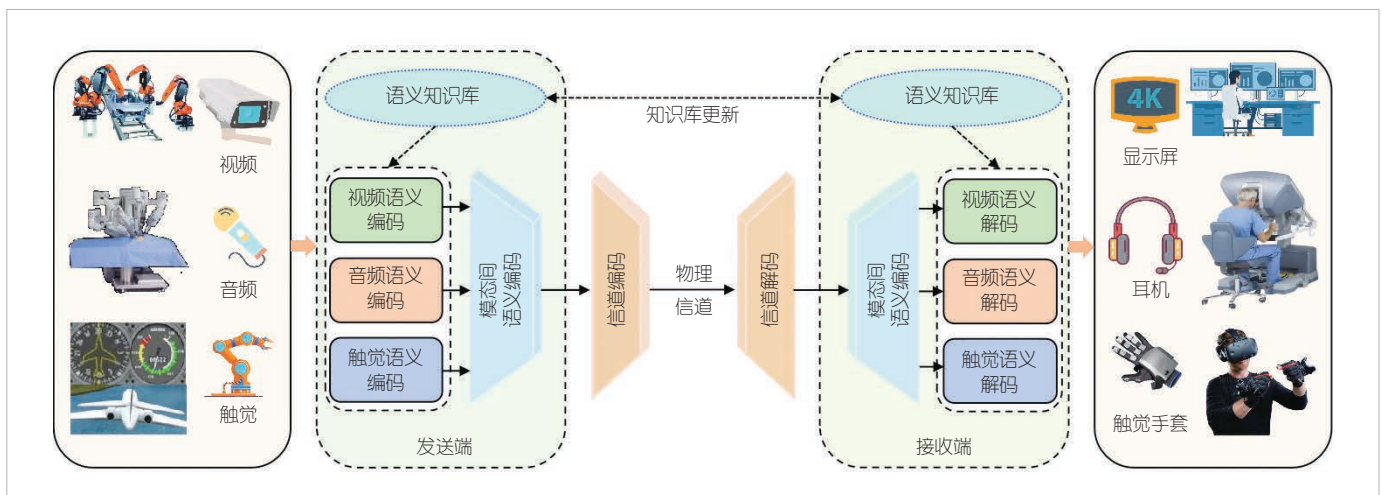 视频
音频
触觉
语义知识库
视频语义
编码
音频语义
编码
触觉语义
编码
模态间
语义编码
发送端
信道编码
知识库更新
物理
信道
信道解码
语义知识库
模态间
语义编码
视频语义
解码
音频语义
解码
触觉语义
解码
接收端
4K
显示屏
耳机
触觉手套